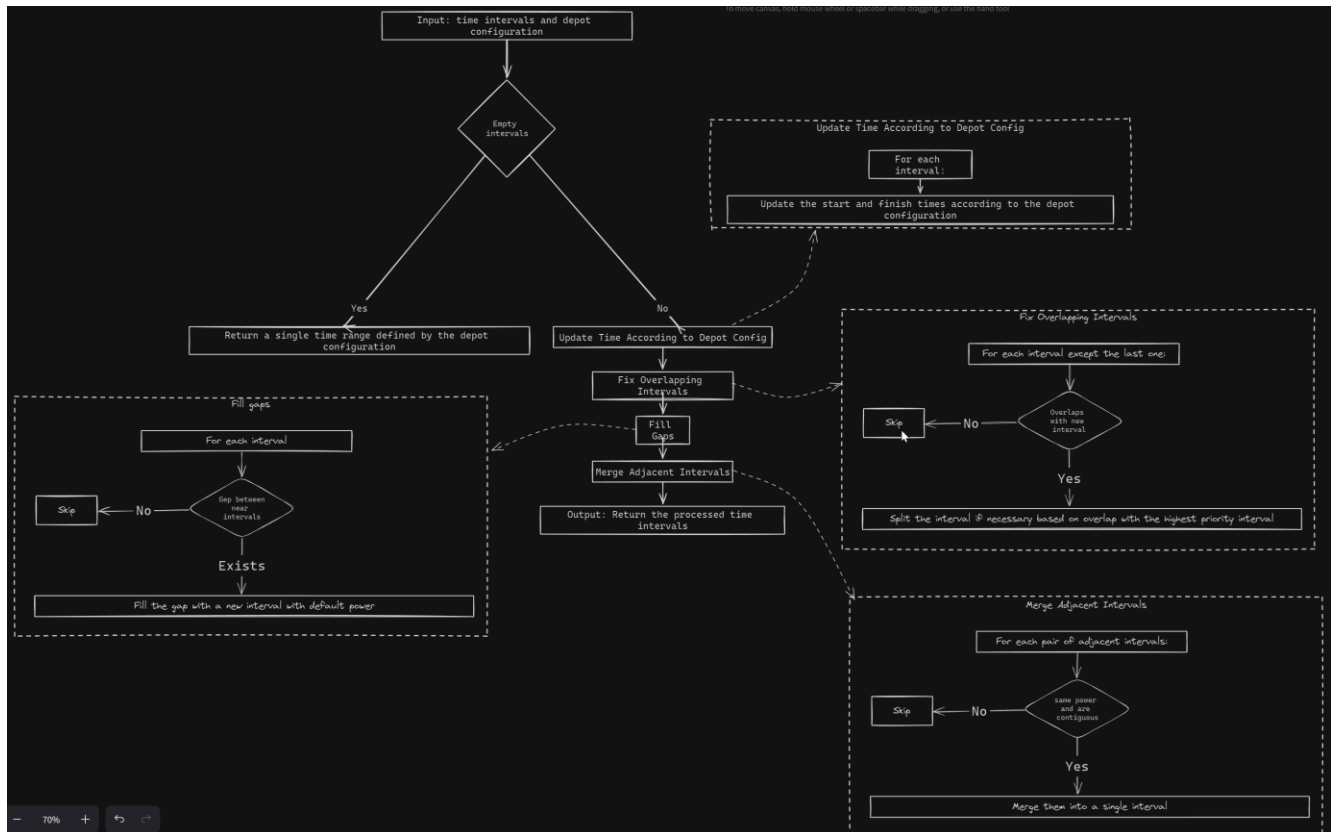 To move canvas, hold mouse wheel or spacebar while dragging, or use the hand tool
Input: time intervals and depot
configuration
Empty
intervals
Update Time According to Depot Config
For each
interval:
Update the start and finish times according to the depot
configuration
Yes
No
Return a single time range defined by the depot
configuration
Update Time According to Depot Config
Fix Overlapping
Intervals
Fill
Gaps
Merge Adjacent Intervals
Output: Return the processed time
intervals
Fix Overlapping Intervals
For each interval except the last one:
Overlaps
with new
interval
No
Skip
Yes
Split the interval if necessary based on overlap with the highest priority interval
Fill gaps
For each interval
Gep between
near
intervals
No
Skip
Exists
Fill the gap with a new interval with default power
Merge Adjacent Intervals
For each pair of adjacent intervals:
same power
and are
contiguous
No
Skip
Yes
Merge them into a single interval
70%